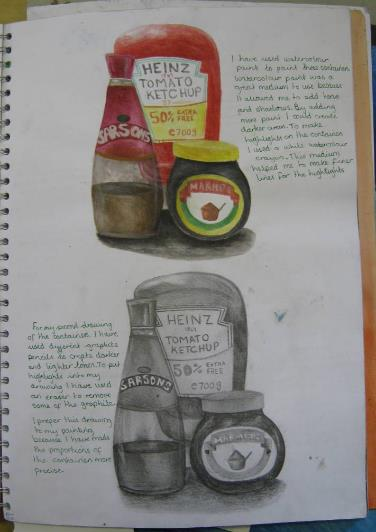 HEINZ
TOMATO
KETCHUP
50% EXTRA
FREE
e700g
SARSONS
MARMITE
I have used watercolour
paint to paint these containers.
Watercolour paint was a
great medium to use because
it allowed me to add tone
and shadows. By adding
more paint I could create
darker areas. To make
highlights on the containers
I used a white watercolour
crayon. This medium
helped me to make finer
lines for the highlights
For my second drawing
of the containers I have
used different graphite
pencils to create darker
and lighter tones. To put
highlights into my
drawing I have used
an eraser to remove
some of the graphite.
I prefer this drawing
to my painting,
because I have made
the proportions of
the containers more
precise.
HEINZ
TOMATO
KETCHUP
50% EXTRA
FREE
e700g
SARSON'S
MARMITE